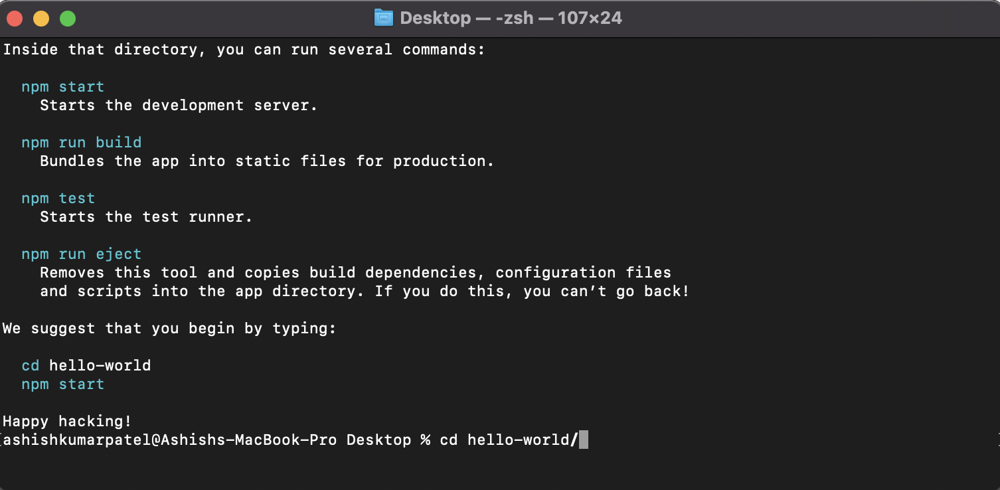 Desktop — -zsh — 107×24
Inside that directory, you can run several commands:
npm start
Starts the development server.
npm run build
Bundles the app into static files for production.
npm test
Starts the test runner.
npm run eject
Removes this tool and copies build dependencies, configuration files
and scripts into the app directory. If you do this, you can’t go back!
We suggest that you begin by typing:
cd hello-world
npm start
Happy hacking!
ashishkumarpatel@Ashishs-MacBook-Pro Desktop % cd hello-world/